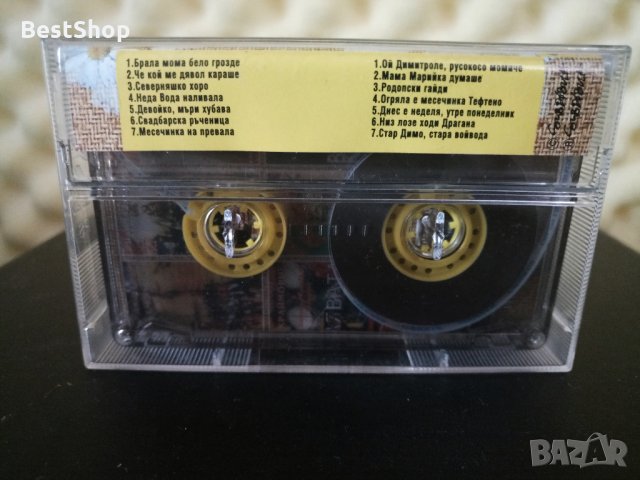 BestShop
1.Брала мома бело грозде
2.Че кой ме дявол караше
3.Северняшко хоро
4.Неда Вода наливала
5.Девойко, мъри хубава
6.Свадбарска ръченица
7.Месечинка на превала
1.Ой Димитроле, русокосо момиче
2.Мама Марийка думаше
3.Родопски гайди
4.Огряла е месечинка Тефтено
5.Днес е неделя, утре понеделник
6.Низ лозе ходи Драгана
7.Стар Димо, стара войвода
BAZAR